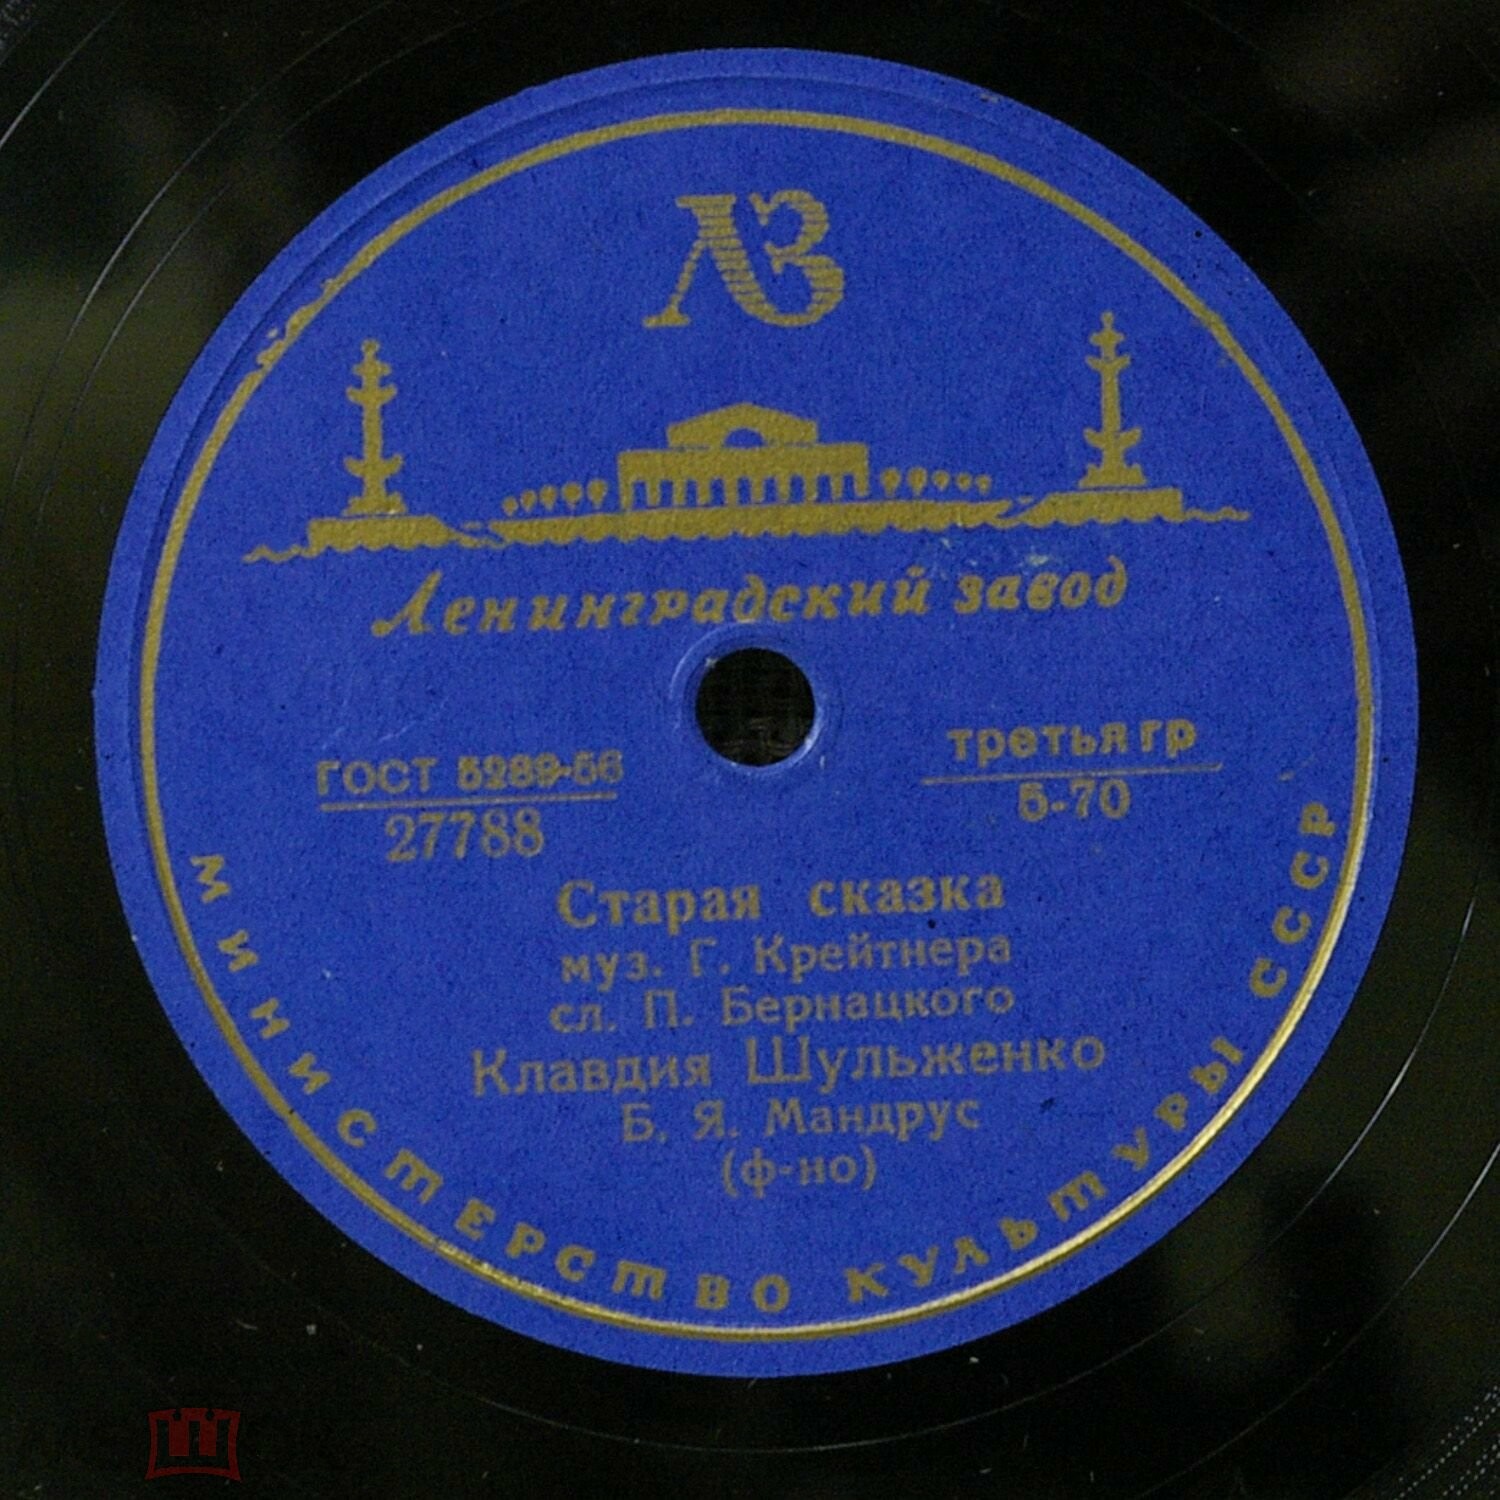 ЛЗ
Ленинградский завод
ГОСТ 5289-56
27788
третья гр
5-70
Старая сказка
муз. Г. Крейтнера
сл. П. Бернацкого
Клавдия Шульженко
Б. Я. Мандрус
(ф-но)
МИНИСТЕРСТВО КУЛЬТУРЫ СССР